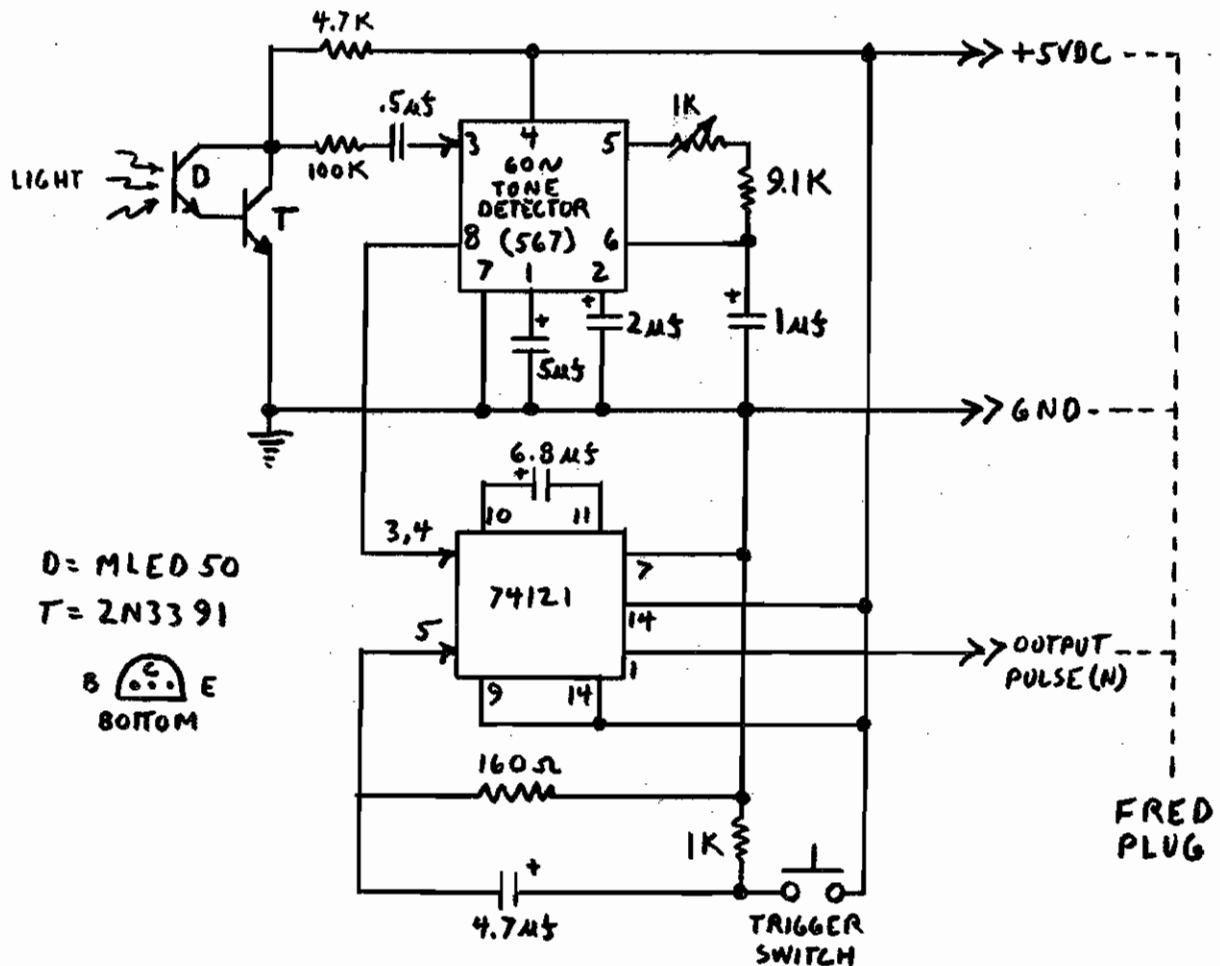 4.7K
+5VDC
.5µf
1K
3
4
5
60N
TONE
DETECTOR
(567)
100K
LIGHT
D
T
9.1K
8
6
7
1
2
+
+
+
2µf
1µf
5µf
GND
6.8µf
+
10
11
3,4
7
D= MLED 50
T= 2N3391
74121
14
5
1
OUTPUT
PULSE(N)
C
B
E
BOTTOM
9
14
160Ω
FRED
PLUG
1K
+
4.7µf
TRIGGER
SWITCH